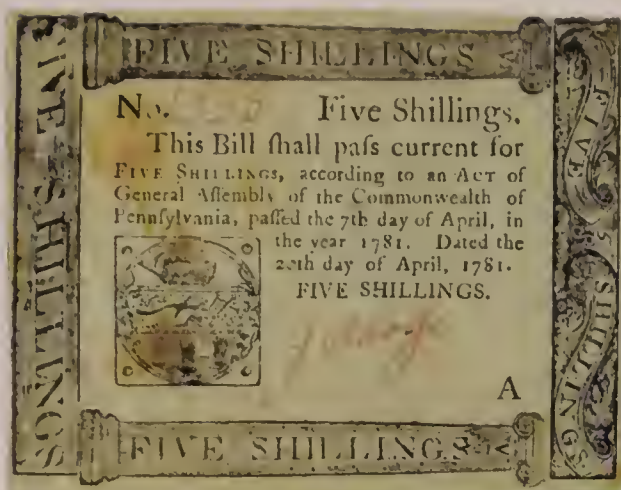 FIVE SHILLINGS
FIVE SHILLINGS
No. Five Shillings.
This Bill ſhall paſs current for
FIVE SHILLINGS, according to an ACT of
General Aſſembly of the Commonwealth of
Pennſylvania, paſſed the 7th day of April, in
the year 1781. Dated the
20th day of April, 1781.
FIVE SHILLINGS.
A
FIVE SHILLINGS
FIVE SHILLINGS